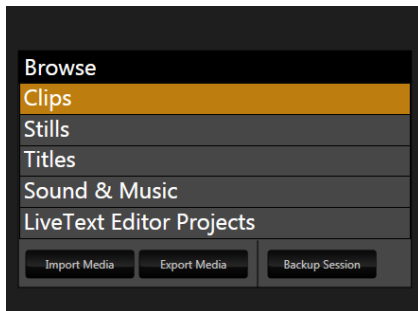 Browse
Clips
Stills
Titles
Sound & Music
LiveText Editor Projects
Import Media Export Media Backup Session